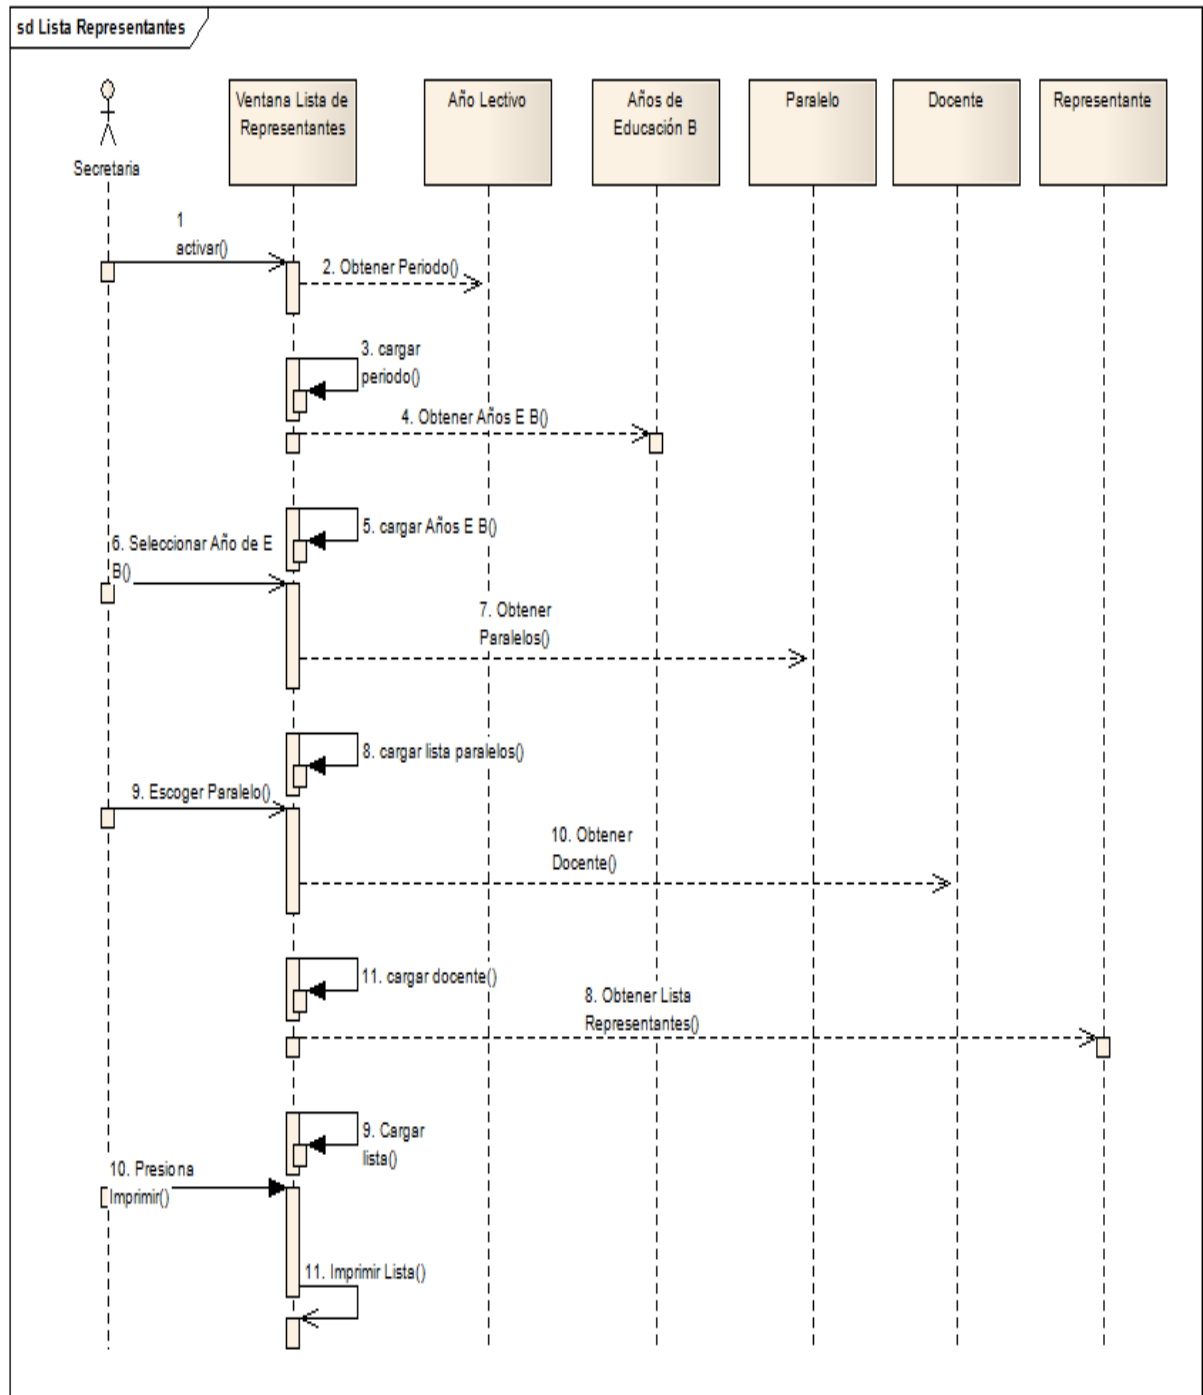 sd Lista Representantes
Secretaria
Ventana Lista de
Representantes
Año Lectivo
Años de
Educación B
Paralelo
Docente
Representante
1
activar()
2. Obtener Periodo()
3. cargar
periodo()
4. Obtener Años E B()
5. cargar Años E B()
6. Seleccionar Año de E
B()
7. Obtener
Paralelos()
8. cargar lista paralelos()
9. Escoger Paralelo()
10. Obtener
Docente()
11. cargar docente()
8. Obtener Lista
Representantes()
9. Cargar
lista()
10. Presiona
Imprimir()
11. Imprimir Lista()